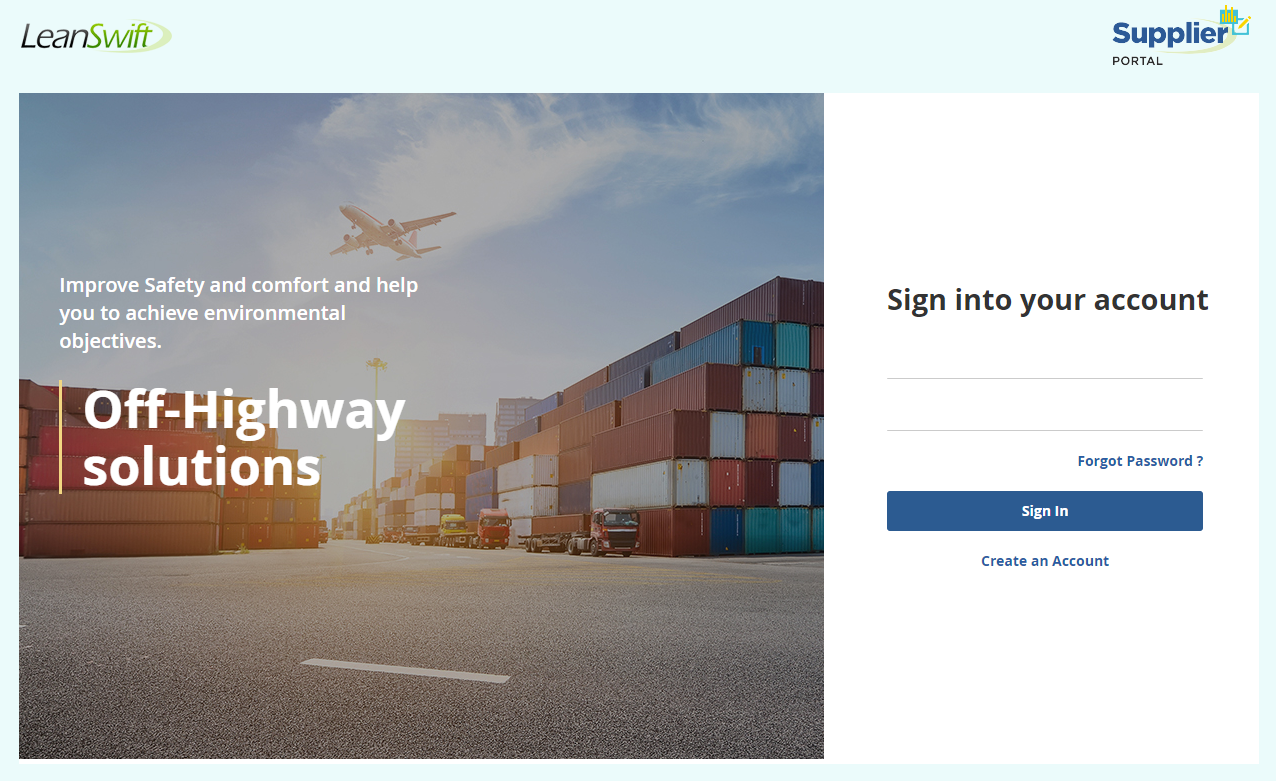 LeanSwift
Supplier
PORTAL
Improve Safety and comfort and help
you to achieve environmental
objectives.
Off-Highway
solutions
Sign into your account
Forgot Password ?
Sign In
Create an Account